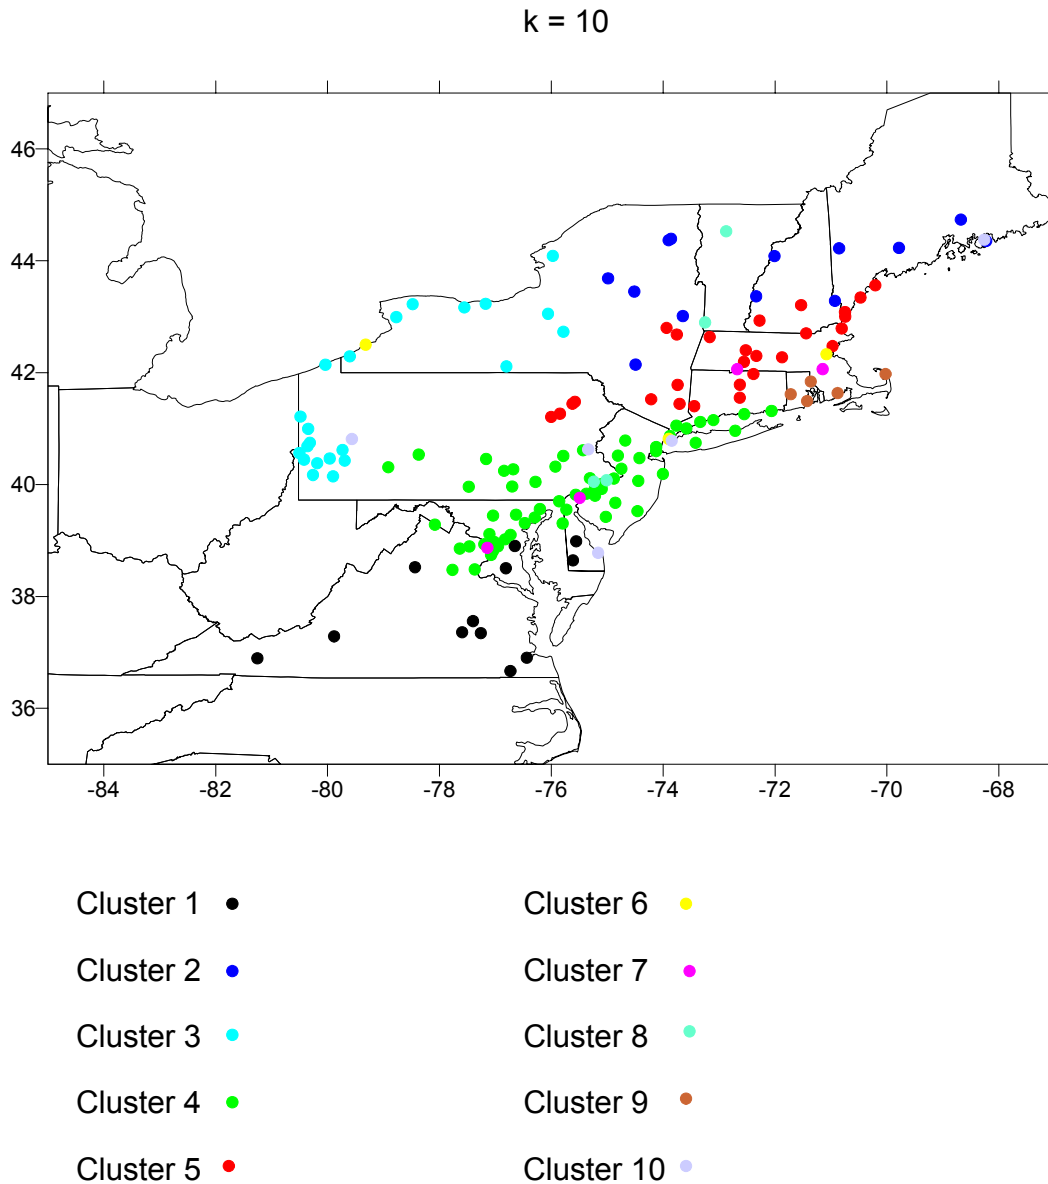 k = 10
46
44
42
40
38
36
-84 -82 -80 -78 -76 -74 -72 -70 -68
Cluster 1 Cluster 6
Cluster 2 Cluster 7
Cluster 3 Cluster 8
Cluster 4 Cluster 9
Cluster 5 Cluster 10